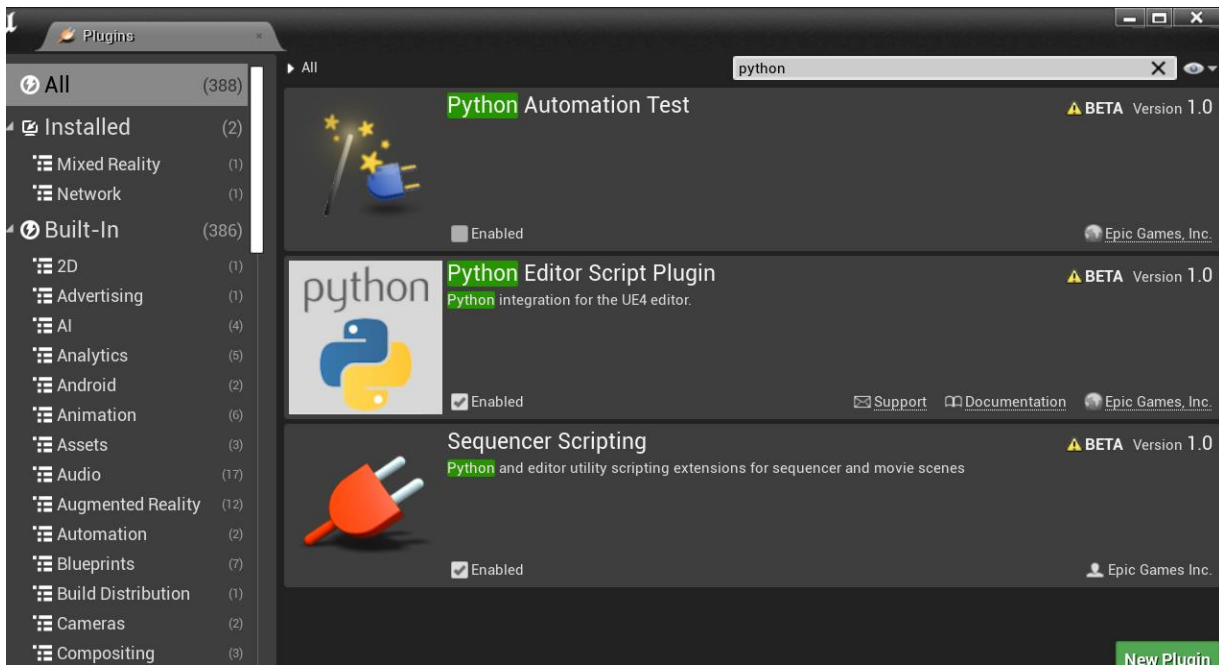 Plugins
All (388)
Installed (2)
Mixed Reality (1)
Network (1)
Built-In (386)
2D (1)
Advertising (1)
AI (4)
Analytics (5)
Android (2)
Animation (6)
Assets (3)
Audio (17)
Augmented Reality (12)
Automation (2)
Blueprints (7)
Build Distribution (1)
Cameras (2)
Compositing (3)
All
python
Python Automation Test
BETA Version 1.0
Enabled
Epic Games, Inc.
python
Python Editor Script Plugin
BETA Version 1.0
Python integration for the UE4 editor.
Enabled
Support Documentation Epic Games, Inc.
Sequencer Scripting
BETA Version 1.0
Python and editor utility scripting extensions for sequencer and movie scenes
Enabled
Epic Games Inc.
New Plugin